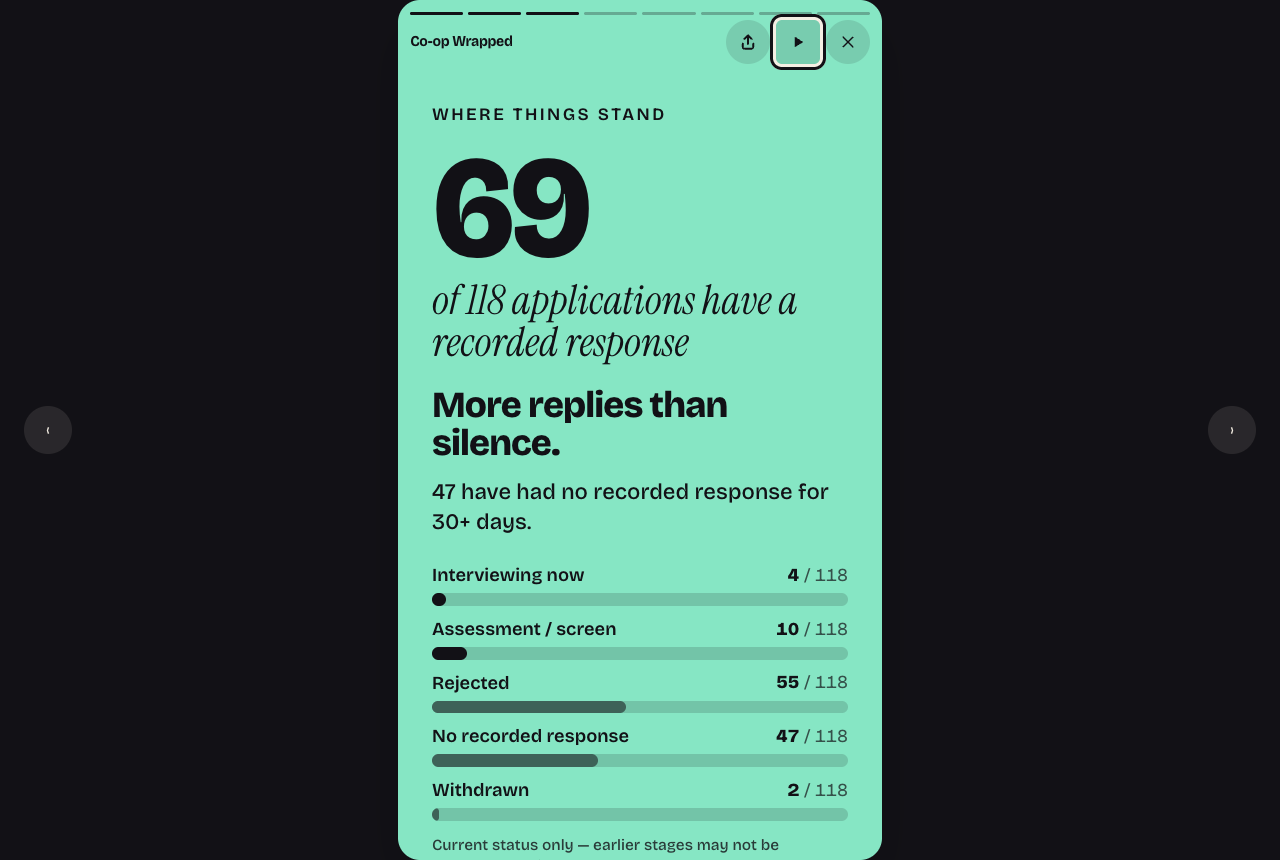 Co-op Wrapped
WHERE THINGS STAND
69
of 118 applications have a
recorded response
More replies than
silence.
47 have had no recorded response for
30+ days.
Interviewing now 4 / 118
Assessment / screen 10 / 118
Rejected 55 / 118
No recorded response 47 / 118
Withdrawn 2 / 118
Current status only — earlier stages may not be